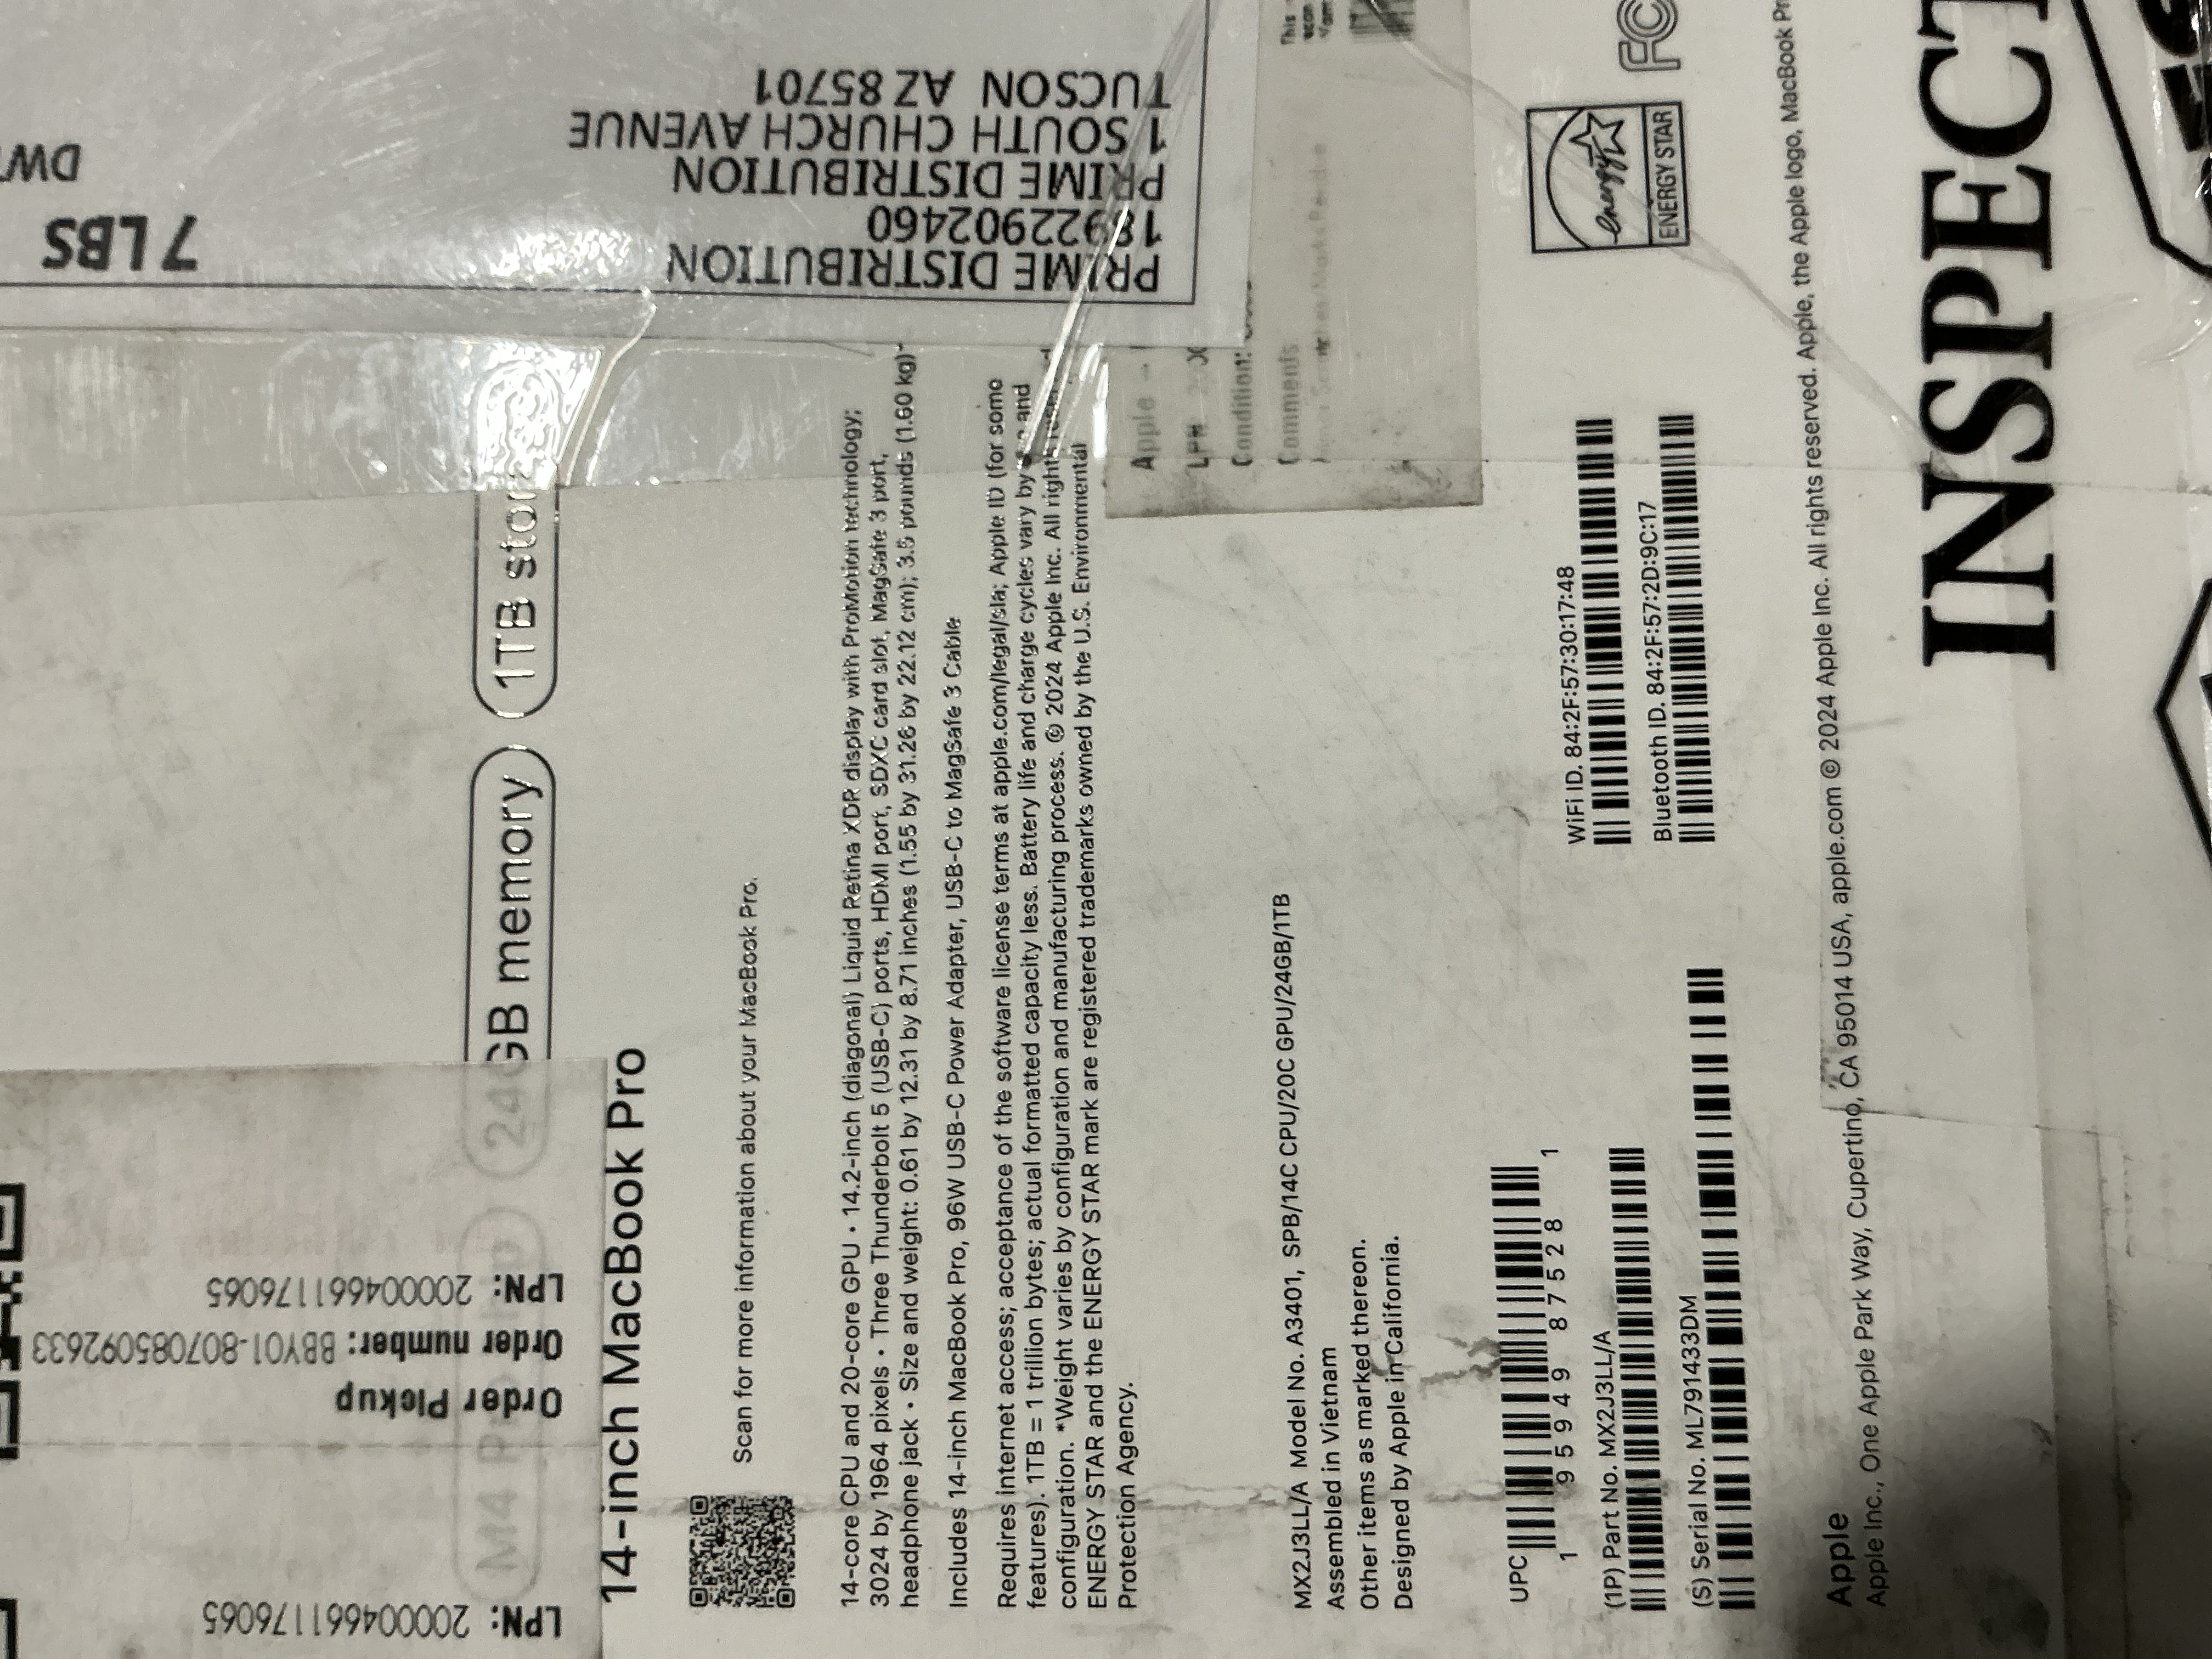 7 LBS
DW
PRIME DISTRIBUTION
18922902460
PRIME DISTRIBUTION
1 SOUTH CHURCH AVENUE
TUCSON AZ 85701
LPN: 200004661176065
Order Pickup
Order number: BBY01-807085092633
LPN: 200004661176065
M4 Pro
24GB memory
1TB stor
14-inch MacBook Pro
Scan for more information about your MacBook Pro.
14-core CPU and 20-core GPU • 14.2-inch (diagonal) Liquid Retina XDR display with ProMotion technology;
3024 by 1964 pixels • Three Thunderbolt 5 (USB-C) ports, HDMI port, SDXC card slot, MagSafe 3 port,
headphone jack • Size and weight: 0.61 by 12.31 by 8.71 inches (1.55 by 31.26 by 22.12 cm); 3.5 pounds (1.60 kg)*
Includes 14-inch MacBook Pro, 96W USB-C Power Adapter, USB-C to MagSafe 3 Cable
Requires internet access; acceptance of the software license terms at apple.com/legal/sla; Apple ID (for some
features). 1TB = 1 trillion bytes; actual formatted capacity less. Battery life and charge cycles vary by and
configuration. *Weight varies by configuration and manufacturing process. © 2024 Apple Inc. All rights
ENERGY STAR and the ENERGY STAR mark are registered trademarks owned by the U.S. Environmental
Protection Agency.
Apple -
LPN
Condition:
Comments
This
MX2J3LL/A Model No. A3401, SPB/14C CPU/20C GPU/24GB/1TB
Assembled in Vietnam
Other items as marked thereon.
Designed by Apple in California.
UPC
1 95949 87528 1
(1P) Part No. MX2J3LL/A
(S) Serial No. ML791433DM
WiFi ID. 84:2F:57:30:17:48
Bluetooth ID. 84:2F:57:2D:9C:17
energy
ENERGY STAR
FC
Apple
Apple Inc., One Apple Park Way, Cupertino, CA 95014 USA, apple.com © 2024 Apple Inc. All rights reserved. Apple, the Apple logo, MacBook Pr
INSPECT